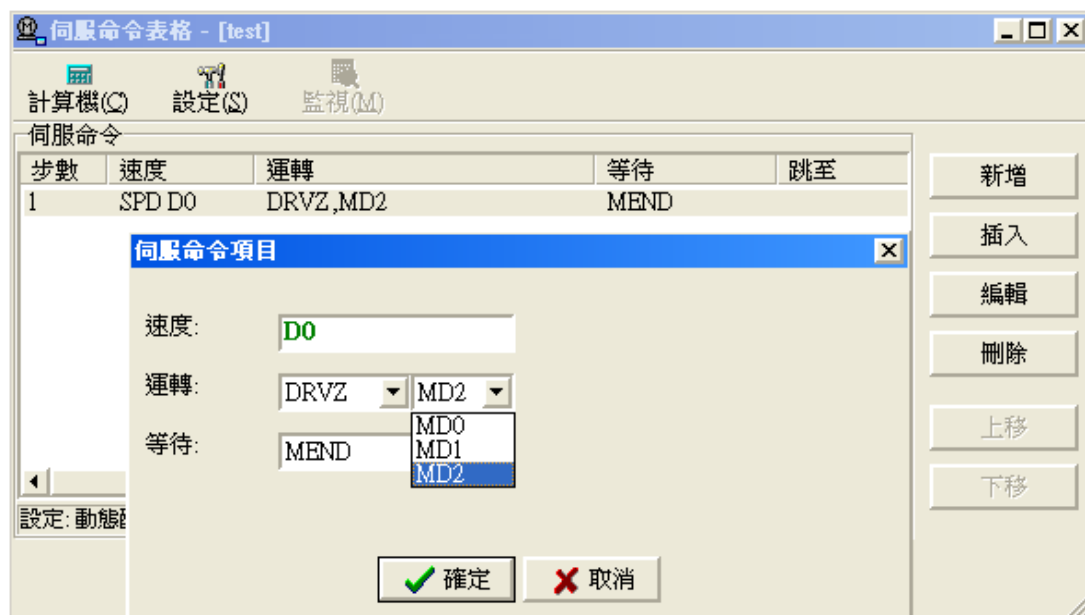 伺服命令表格 - [test]
計算機(C) 設定(S) 監視(M)
伺服命令
步數 速度 運轉 等待 跳至
1 SPD D0 DRVZ,MD2 MEND
新增
插入
編輯
刪除
上移
下移
伺服命令項目
速度: D0
運轉: DRVZ MD2
MD0
MD1
MD2
等待: MEND
設定: 動態
確定 取消